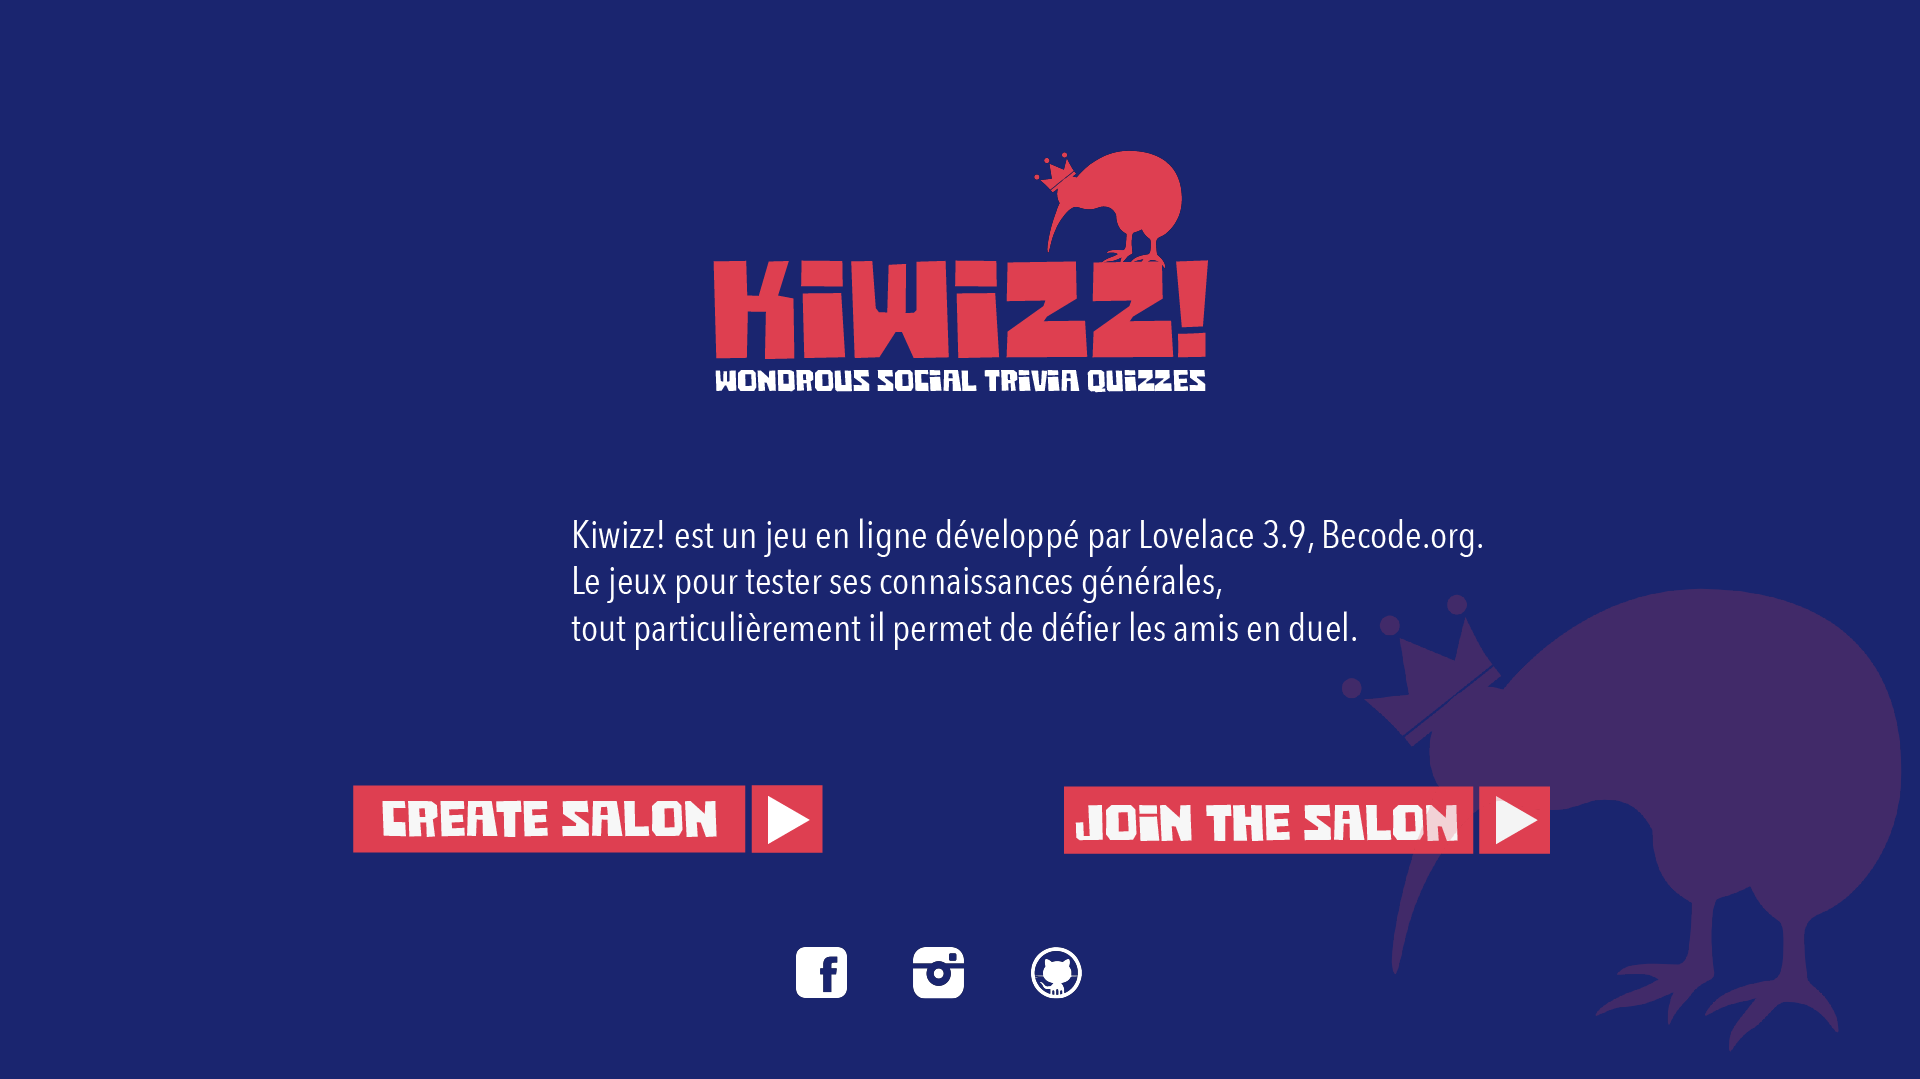 KiWiZZ!
WONDROUS SOCiAL TRiViA QUiZZES
Kiwizz! est un jeu en ligne développé par Lovelace 3.9, Becode.org.
Le jeux pour tester ses connaissances générales,
tout particulièrement il permet de défier les amis en duel.
CREATE SALON
JOiN THE SALON